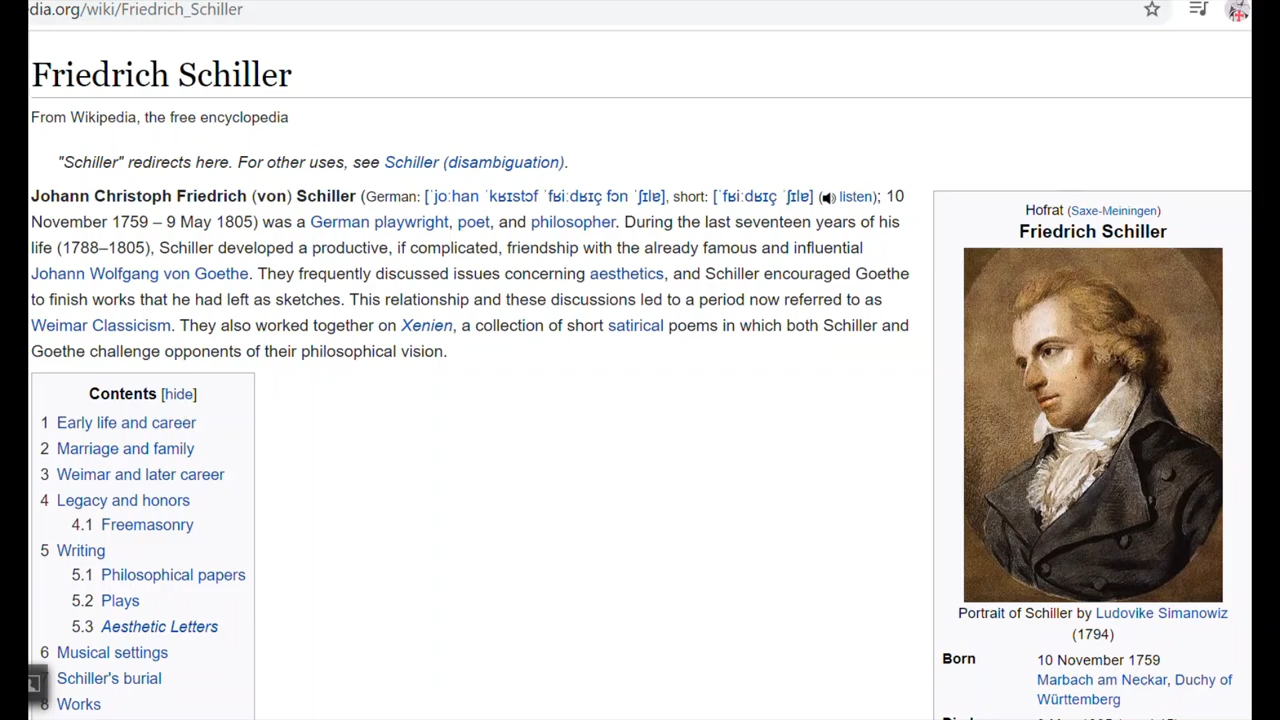 dia.org/wiki/Friedrich_Schiller
Friedrich Schiller
From Wikipedia, the free encyclopedia
"Schiller" redirects here. For other uses, see Schiller (disambiguation).
Johann Christoph Friedrich (von) Schiller (German: [ˈjoːhan ˈkʁɪstɔf ˈfʁiːdʁɪç fɔn ˈʃɪlɐ], short: [ˈfʁiːdʁɪç ˈʃɪlɐ] (listen); 10
November 1759 – 9 May 1805) was a German playwright, poet, and philosopher. During the last seventeen years of his
life (1788–1805), Schiller developed a productive, if complicated, friendship with the already famous and influential
Johann Wolfgang von Goethe. They frequently discussed issues concerning aesthetics, and Schiller encouraged Goethe
to finish works that he had left as sketches. This relationship and these discussions led to a period now referred to as
Weimar Classicism. They also worked together on Xenien, a collection of short satirical poems in which both Schiller and
Goethe challenge opponents of their philosophical vision.
Contents [hide]
1 Early life and career
2 Marriage and family
3 Weimar and later career
4 Legacy and honors
4.1 Freemasonry
5 Writing
5.1 Philosophical papers
5.2 Plays
5.3 Aesthetic Letters
6 Musical settings
Schiller's burial
8 Works
Hofrat (Saxe-Meiningen)
Friedrich Schiller
Portrait of Schiller by Ludovike Simanowiz
(1794)
Born 10 November 1759
Marbach am Neckar, Duchy of
Württemberg